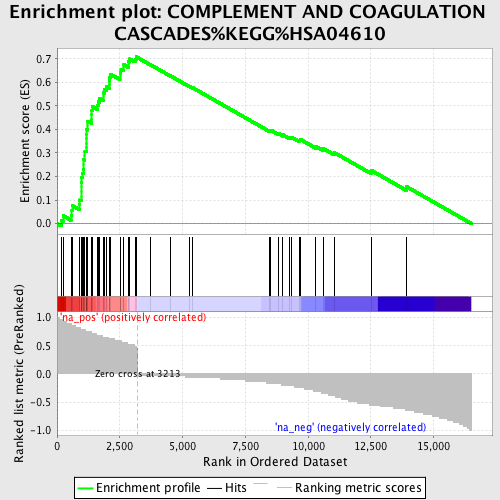 Enrichment plot: COMPLEMENT AND COAGULATION
CASCADES%KEGG%HSA04610
Enrichment score (ES)
0.7
0.6
0.5
0.4
0.3
0.2
0.1
0.0
'na_pos' (positively correlated)
Ranked list metric (PreRanked)
1.0
0.5
0.0
-0.5
-1.0
Zero cross at 3213
'na_neg' (negatively correlated)
0 2,500 5,000 7,500 10,000 12,500 15,000
Rank in Ordered Dataset
Enrichment profile Hits Ranking metric scores